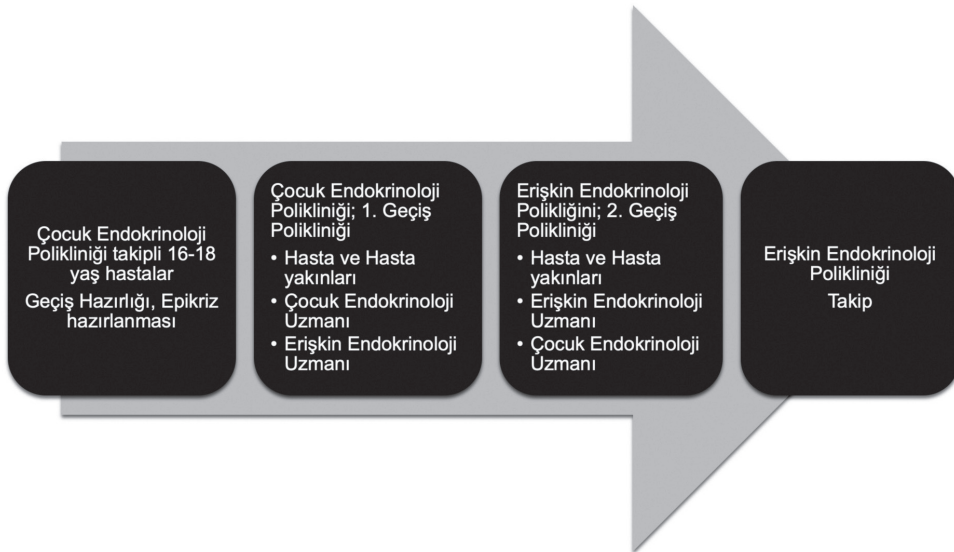 Çocuk Endokrinoloji
Polikliniği takipli 16-18
yaş hastalar
Geçiş Hazırlığı, Epikriz
hazırlanması
Çocuk Endokrinoloji
Polikliniği; 1. Geçiş
Polikliniği
• Hasta ve Hasta
yakınları
• Çocuk Endokrinoloji
Uzmanı
• Erişkin Endokrinoloji
Uzmanı
Erişkin Endokrinoloji
Polikliğini; 2. Geçiş
Polikliniği
• Hasta ve Hasta
yakınları
• Erişkin Endokrinoloji
Uzmanı
• Çocuk Endokrinoloji
Uzmanı
Erişkin Endokrinoloji
Polikliniği
Takip